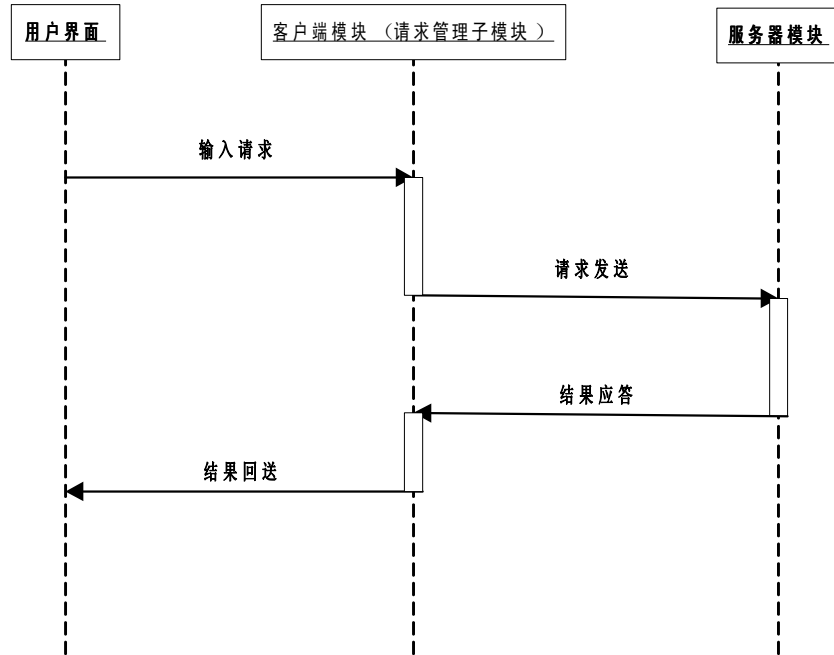 用户界面
客户端模块（请求管理子模块）
服务器模块
输入请求
请求发送
结果应答
结果回送